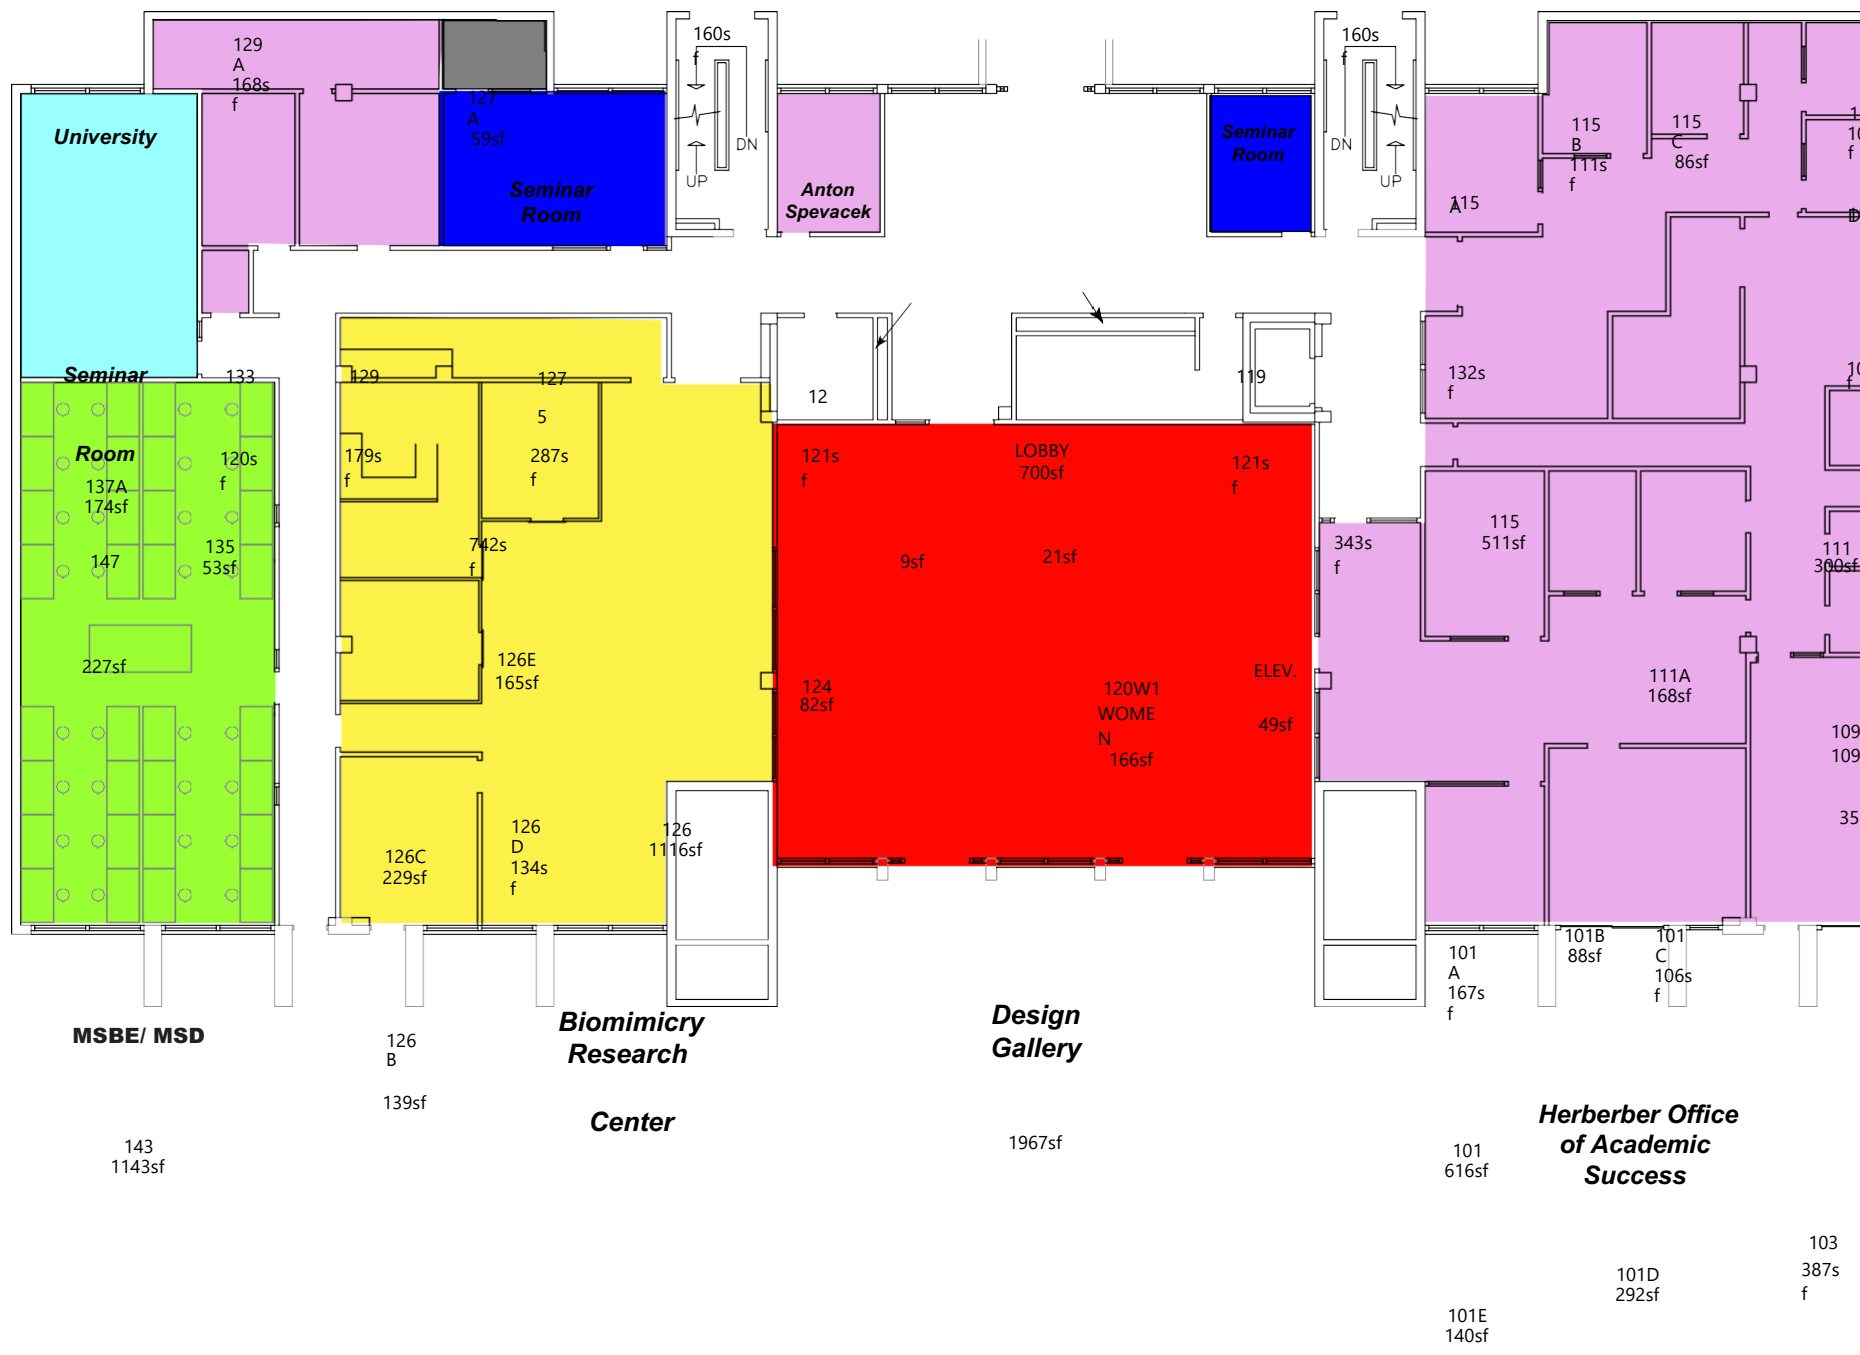 160s
f
160s
f
129
A
168s
f
127
A
59sf
University
Seminar
Room
DN
UP
Anton
Spevacek
Seminar
Room
DN
UP
115
A
115
B
111s
f
115
C
86sf
f
D
Seminar
133
129
127
5
12
119
132s
f
f
Room
137A
174sf
120s
f
179s
f
287s
f
121s
f
LOBBY
700sf
121s
f
147
135
53sf
742s
f
9sf
21sf
343s
f
115
511sf
111
300sf
227sf
126E
165sf
124
82sf
120W1
WOME
N
166sf
ELEV.
49sf
111A
168sf
109
109
35
126C
229sf
126
D
134s
f
126
1116sf
101
A
167s
f
101B
88sf
101
C
106s
f
MSBE/ MSD
126
B
139sf
Biomimicry
Research
Center
Design
Gallery
1967sf
Herberber Office
of Academic
Success
143
1143sf
101
616sf
103
387s
f
101D
292sf
101E
140sf